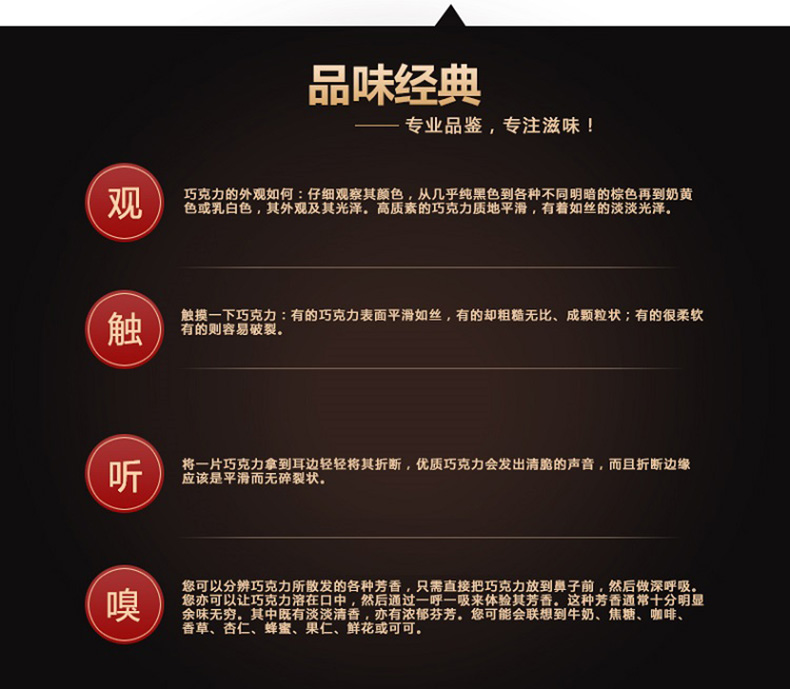 品味经典
专业品鉴，专注滋味！
观
巧克力的外观如何：仔细观察其颜色，从几乎纯黑色到各种不同明暗的棕色再到奶黄
色或乳白色，其外观及其光泽。高质素的巧克力质地平滑，有着如丝的淡淡光泽。
触
触摸一下巧克力：有的巧克力表面平滑如丝，有的却粗糙无比、成颗粒状；有的很柔软
有的则容易破裂。
听
将一片巧克力拿到耳边轻轻将其折断，优质巧克力会发出清脆的声音，而且折断边缘
应该是平滑而无碎裂状。
嗅
您可以分辨巧克力所散发的各种芳香，只需直接把巧克力放到鼻子前，然后做深呼吸。
您亦可以让巧克力溶在口中，然后通过一呼一吸来体验其芳香。这种芳香通常十分明显
余味无穷。其中既有淡淡清香，亦有浓郁芬芳。您可能会联想到牛奶、焦糖、咖啡、
香草、杏仁、蜂蜜、果仁、鲜花或可可。